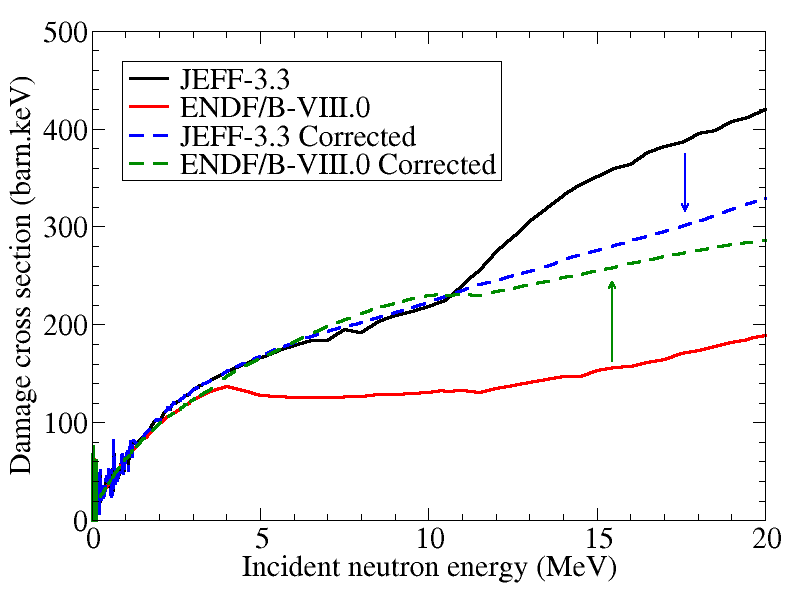 500
400
300
200
100
0
Damage cross section (barn.keV)
JEFF-3.3
ENDF/B-VIII.0
JEFF-3.3 Corrected
ENDF/B-VIII.0 Corrected
0 5 10 15 20
Incident neutron energy (MeV)